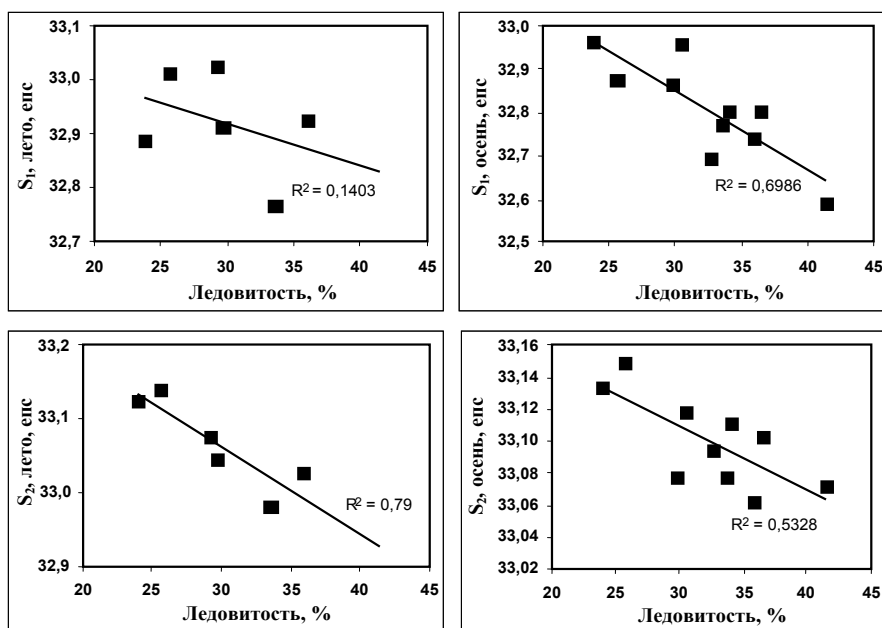 33,1
33,0
32,9
32,8
32,7
S1, лето, епс
R² = 0,1403
20 25 30 35 40 45
Ледовитость, %
33,0
32,9
32,8
32,7
32,6
32,5
S1, осень, епс
R² = 0,6986
20 25 30 35 40 45
Ледовитость, %
33,2
33,1
33,0
32,9
S2, лето, епс
R² = 0,79
20 25 30 35 40 45
Ледовитость, %
33,16
33,14
33,12
33,10
33,08
33,06
33,04
33,02
S2, осень, епс
R² = 0,5328
20 25 30 35 40 45
Ледовитость, %